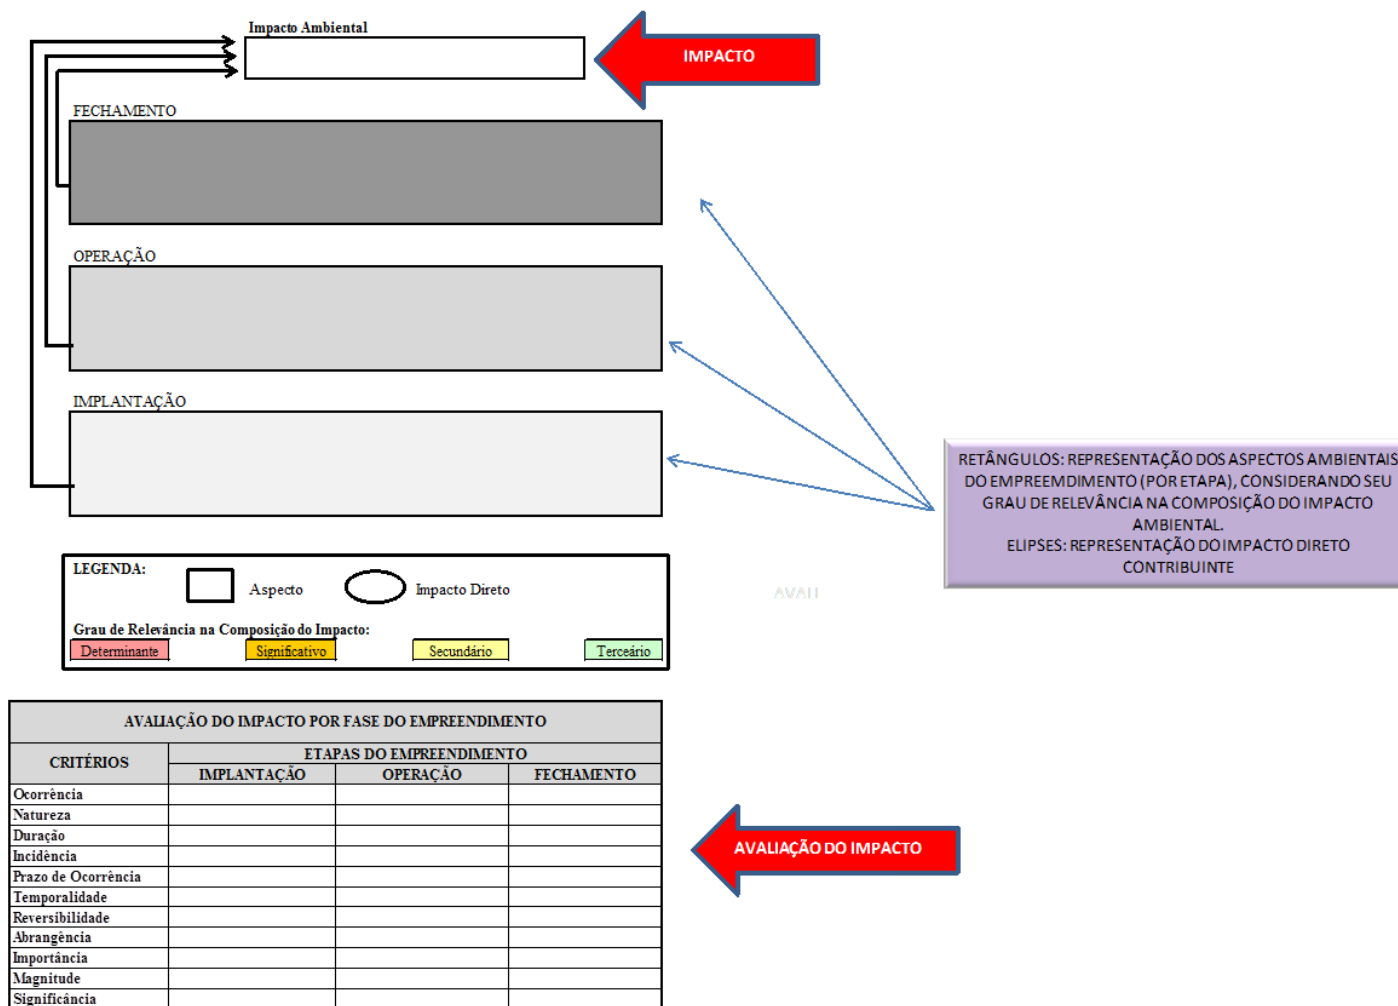 Impacto Ambiental
IMPACTO
FECHAMENTO
OPERAÇÃO
IMPLANTAÇÃO
RETÂNGULOS: REPRESENTAÇÃO DOS ASPECTOS AMBIENTAIS
DO EMPREEMDIMENTO (POR ETAPA), CONSIDERANDO SEU
GRAU DE RELEVÂNCIA NA COMPOSIÇÃO DO IMPACTO
AMBIENTAL.
ELIPSES: REPRESENTAÇÃO DO IMPACTO DIRETO
CONTRIBUINTE
LEGENDA:
Aspecto
Impacto Direto
Grau de Relevância na Composição do Impacto:
Determinante
Significativo
Secundário
Terceário
AVALIAÇÃO DO IMPACTO POR FASE DO EMPREENDIMENTO
CRITÉRIOS
ETAPAS DO EMPREENDIMENTO
IMPLANTAÇÃO
OPERAÇÃO
FECHAMENTO
Ocorrência
Natureza
Duração
Incidência
Prazo de Ocorrência
Temporalidade
Reversibilidade
Abrangência
Importância
Magnitude
Significância
AVALIAÇÃO DO IMPACTO